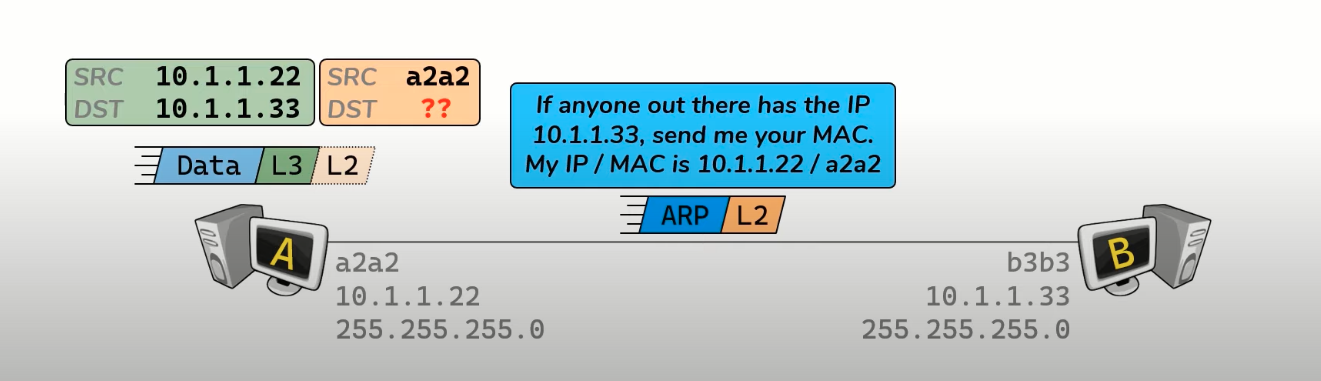 SRC 10.1.1.22
DST 10.1.1.33
SRC a2a2
DST ??
If anyone out there has the IP
10.1.1.33, send me your MAC.
My IP / MAC is 10.1.1.22 / a2a2
Data L3 L2
ARP L2
A
a2a2
10.1.1.22
255.255.255.0
B
b3b3
10.1.1.33
255.255.255.0